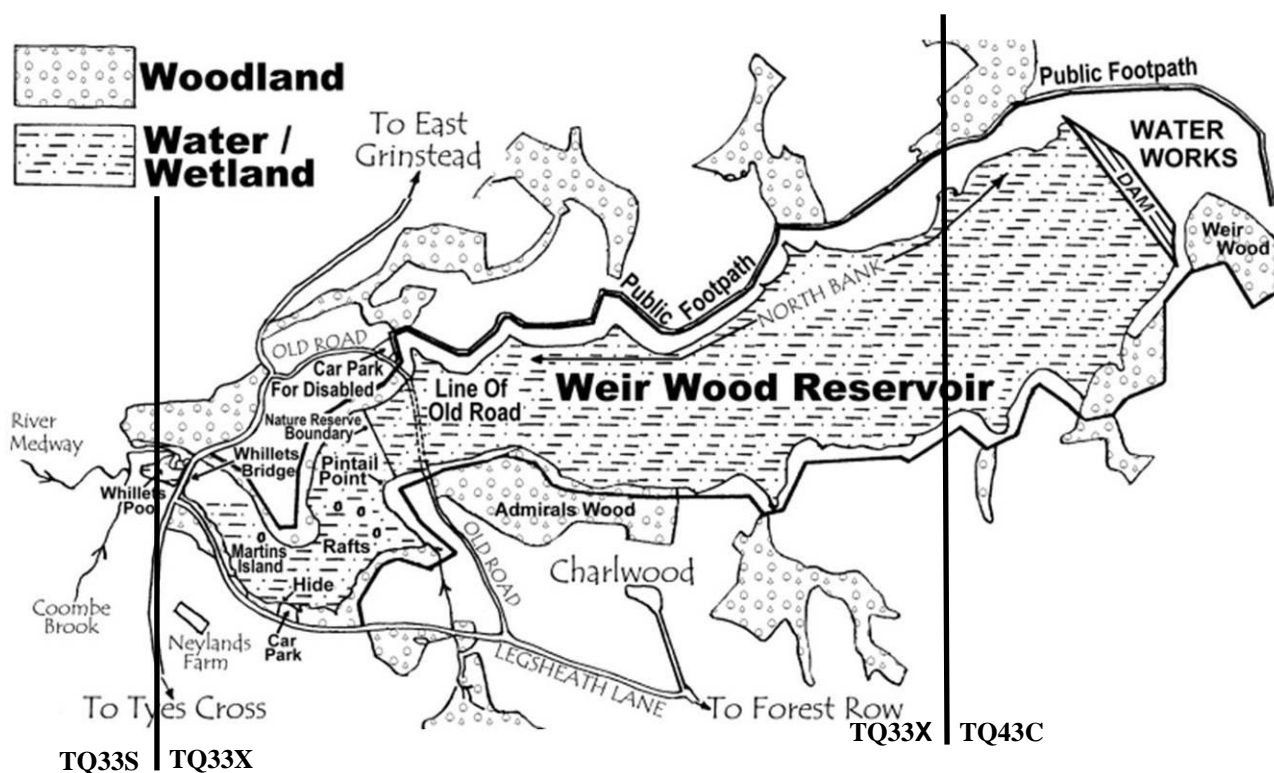 Woodland
Water /
Wetland
To East
Grinstead
Public Footpath
WATER
WORKS
DAM
Weir
Wood
Public Footpath
NORTH BANK
OLD ROAD
Car Park
For Disabled
Line Of
Old Road
Weir Wood Reservoir
Nature Reserve
Boundary
River
Medway
Whillets
Bridge
Pintail
Point
Whillets
Pool
Admirals Wood
Martins
Island
Rafts
OLD ROAD
Charlwood
Hide
Coombe
Brook
Neylands
Farm
Car
Park
LEGSHEATH LANE
To Tyes Cross
To Forest Row
TQ33S TQ33X
TQ33X TQ43C